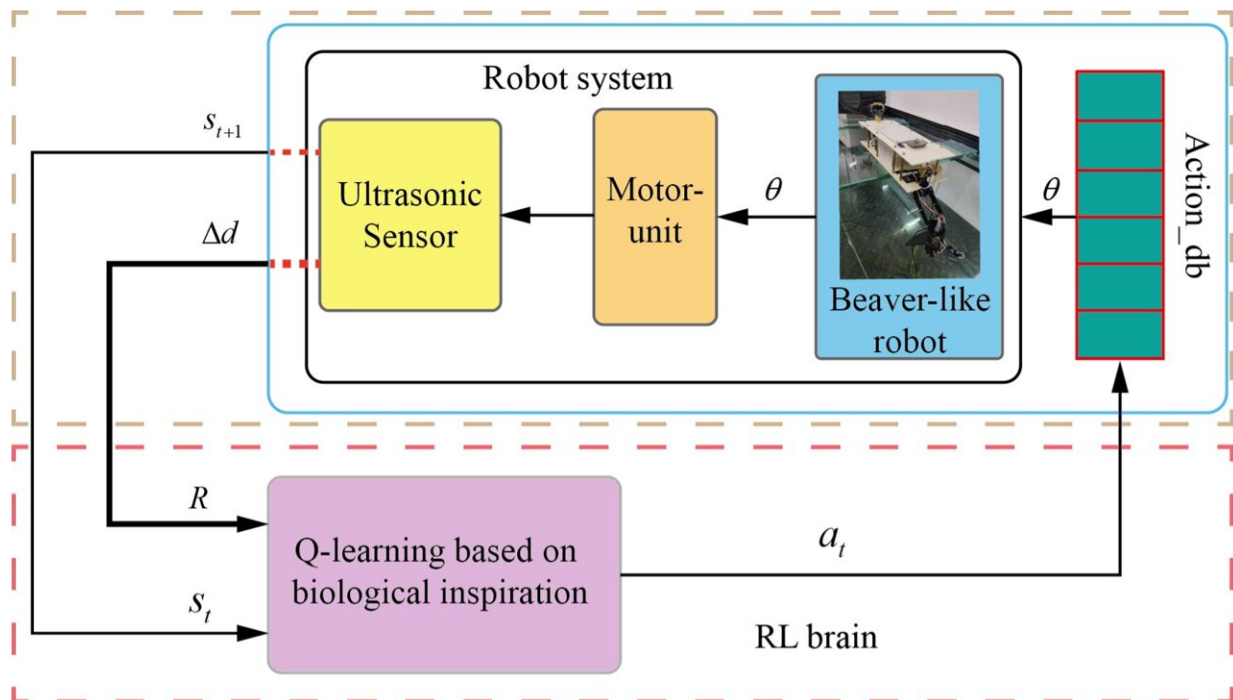 Robot system
s_{t+1}
Δd
Ultrasonic
Sensor
Motor-
unit
θ
Beaver-like
robot
θ
Action_db
R
s_t
Q-learning based on
biological inspiration
a_t
RL brain